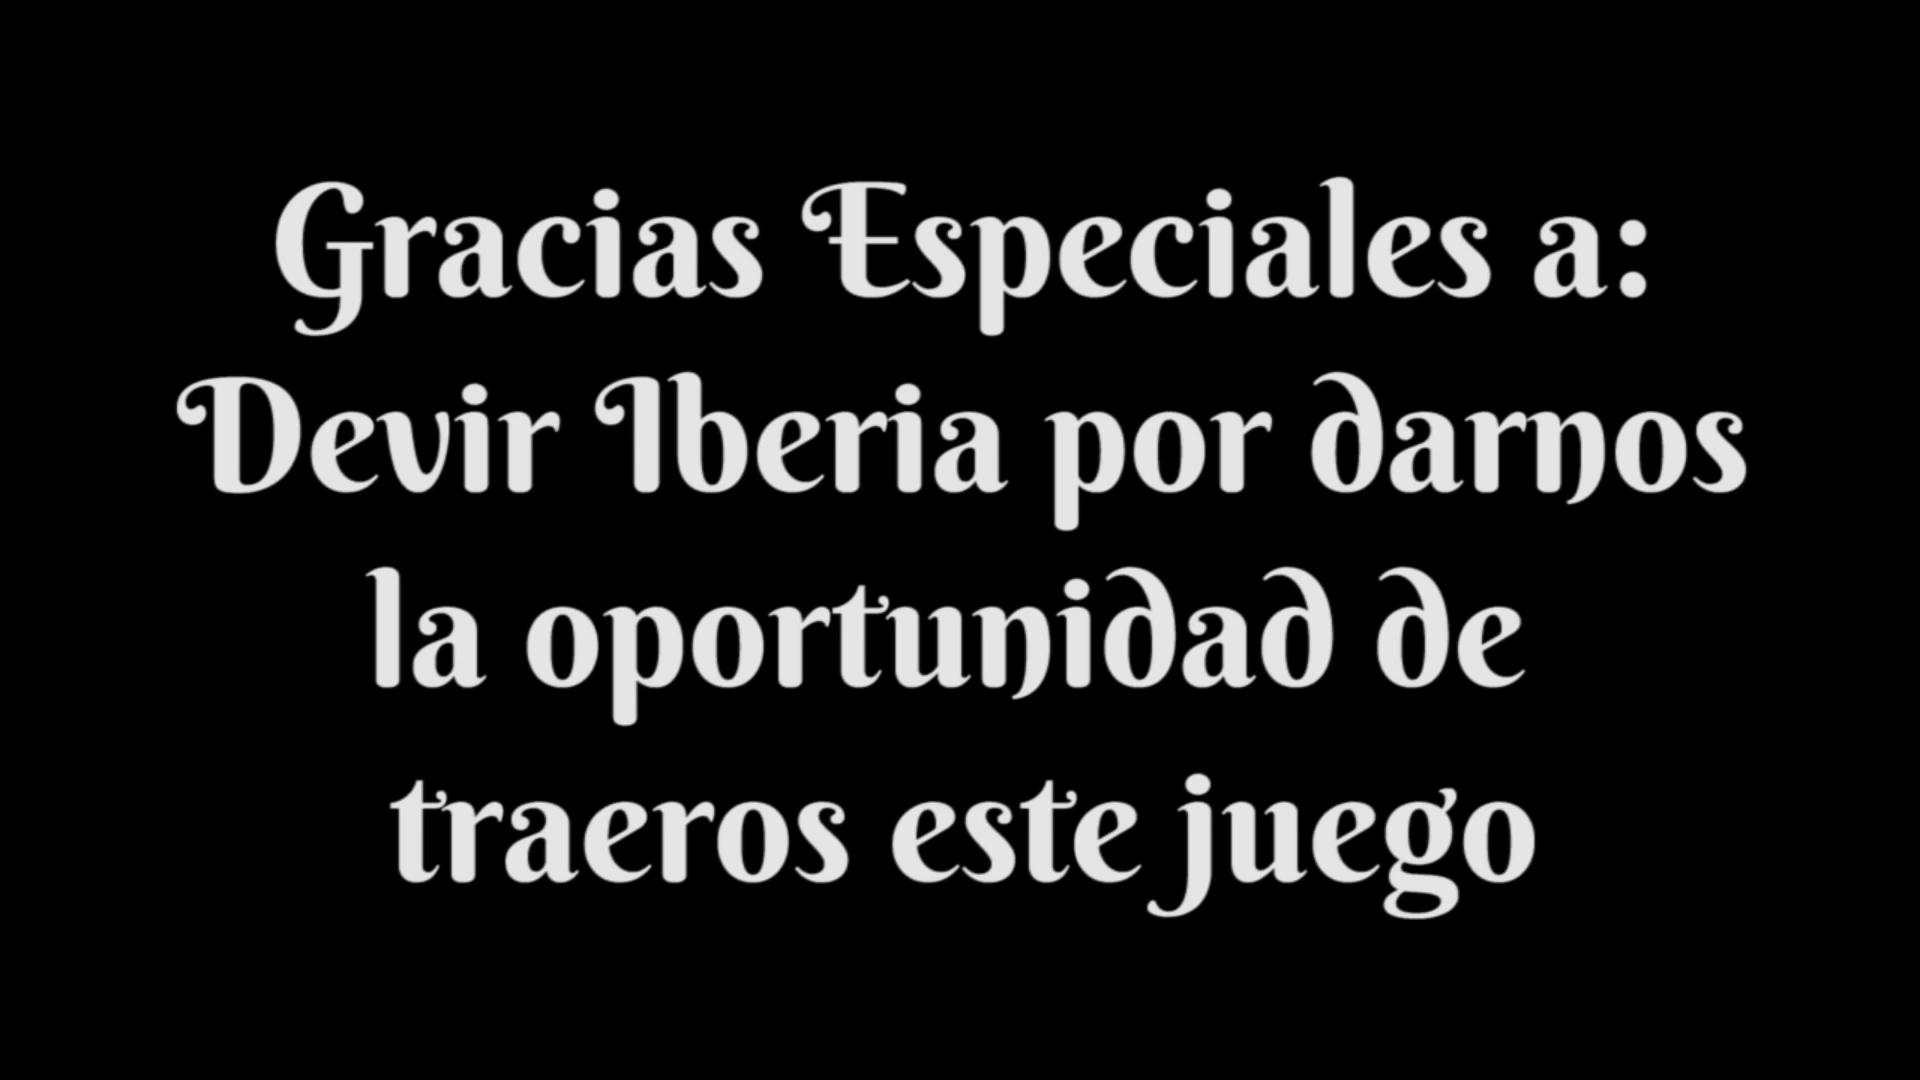 Gracias Especiales a:
Devir Iberia por darnos
la oportunidad de
traeros este juego